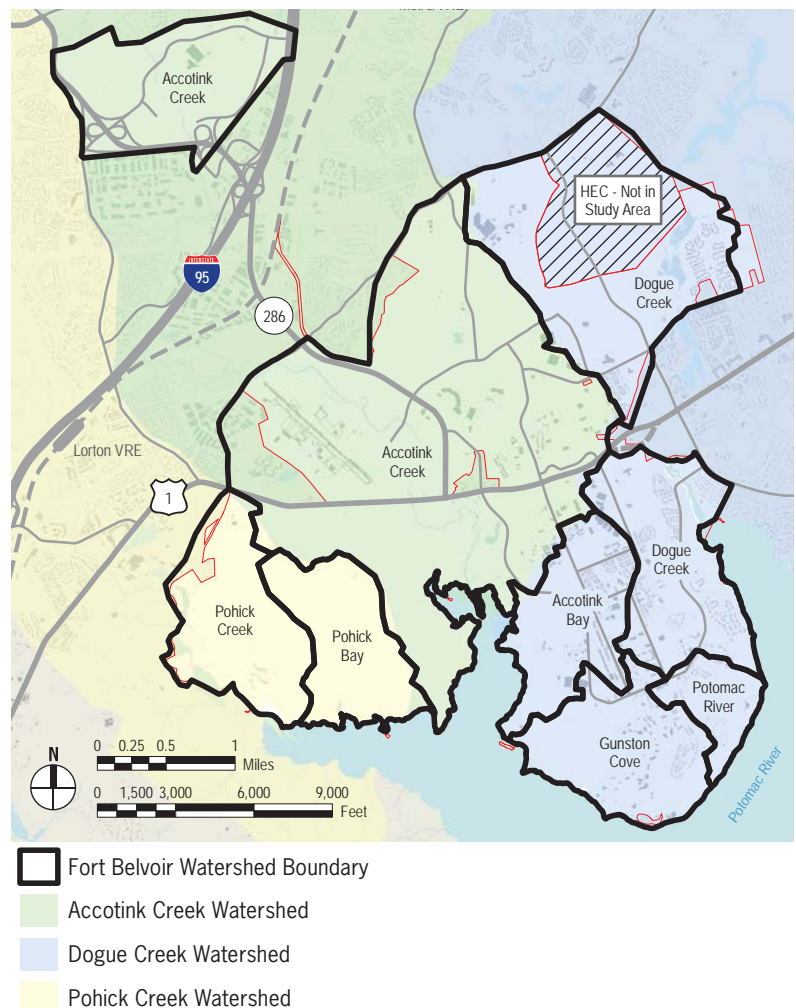 Accotink
Creek
HEC - Not in
Study Area
INTERSTATE
95
Dogue
Creek
286
Lorton VRE
Accotink
Creek
1
Dogue
Creek
Accotink
Bay
Pohick
Creek
Pohick
Bay
Potomac
River
Gunston
Cove
N
0 0.25 0.5 1
Miles
0 1,500 3,000 6,000 9,000
Feet
Potomac River
Fort Belvoir Watershed Boundary
Accotink Creek Watershed
Dogue Creek Watershed
Pohick Creek Watershed